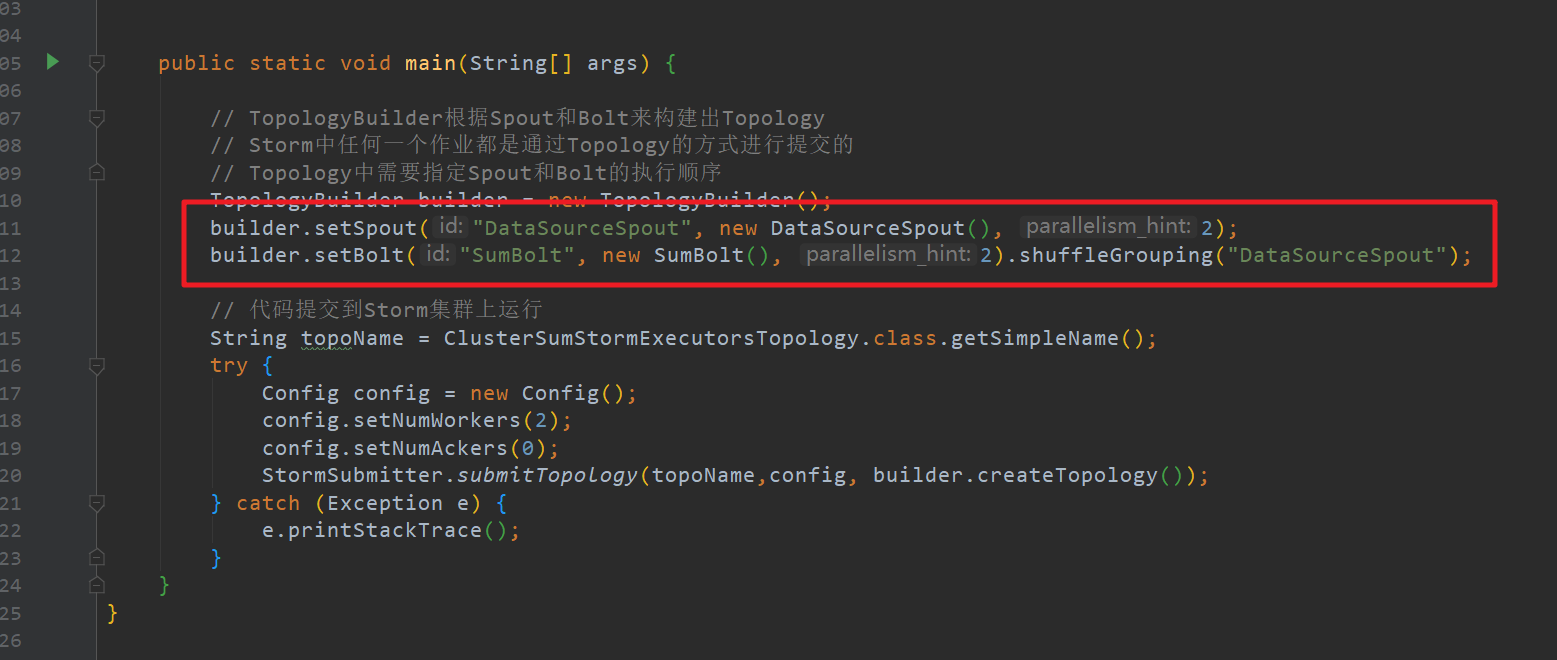 03
04
05 public static void main(String[] args) {
06
07 // TopologyBuilder根据Spout和Bolt来构建出Topology
08 // Storm中任何一个作业都是通过Topology的方式进行提交的
09 // Topology中需要指定Spout和Bolt的执行顺序
10 TopologyBuilder builder = new TopologyBuilder();
11 builder.setSpout( id: "DataSourceSpout", new DataSourceSpout(), parallelism_hint: 2);
12 builder.setBolt( id: "SumBolt", new SumBolt(), parallelism_hint: 2).shuffleGrouping("DataSourceSpout");
13
14 // 代码提交到Storm集群上运行
15 String topoName = ClusterSumStormExecutorsTopology.class.getSimpleName();
16 try {
17 Config config = new Config();
18 config.setNumWorkers(2);
19 config.setNumAckers(0);
20 StormSubmitter.submitTopology(topoName,config, builder.createTopology());
21 } catch (Exception e) {
22 e.printStackTrace();
23 }
24 }
25 }
26